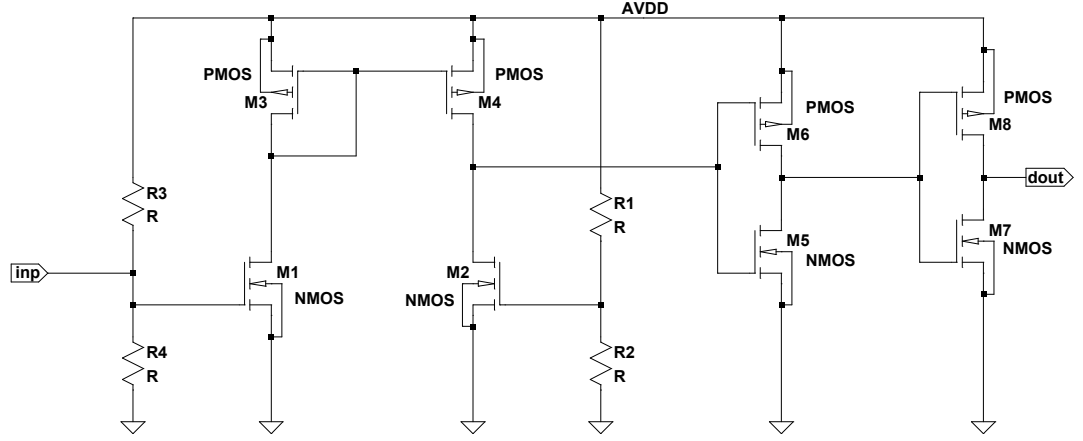 AVDD
PMOS
M3
PMOS
M4
PMOS
M6
PMOS
M8
R3
R
R1
R
dout
inp
M1
NMOS
M2
NMOS
M5
NMOS
M7
NMOS
R4
R
R2
R